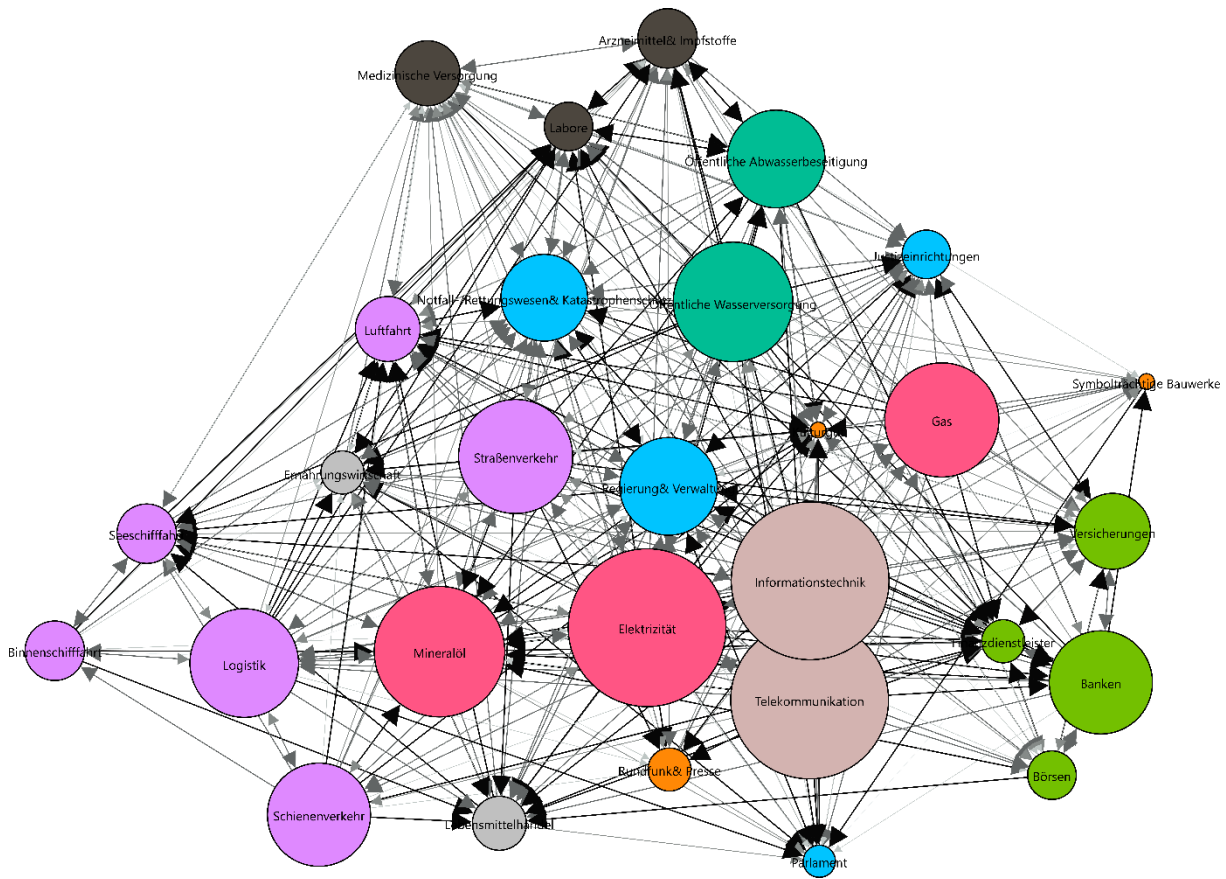 Arzneimittel& Impfstoffe
Medizinische Versorgung
Labore
Öffentliche Abwasserbeseitigung
Justizeinrichtungen
Notfall-/Rettungswesen& Katastrophenschutz
Öffentliche Wasserversorgung
Luftfahrt
Symbolträchtige Bauwerke
Gas
Straßenverkehr
Ernährungswirtschaft
Regierung& Verwaltung
Seeschifffahrt
Versicherungen
Informationstechnik
Elektrizität
Finanzdienstleister
Binnenschifffahrt
Mineralöl
Logistik
Banken
Telekommunikation
Rundfunk& Presse
Börsen
Schienenverkehr
Lebensmittelhandel
Parlament